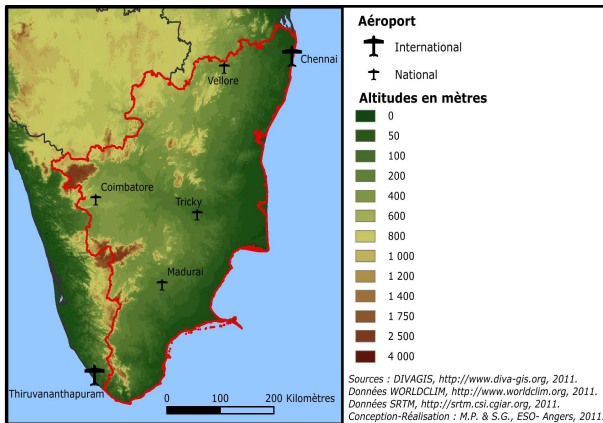 Chennai
Vellore
Coimbatore
Tricky
Madurai
Thiruvananthapuram
0 100 200 Kilomètres
Aéroport
International
National
Altitudes en mètres
0
50
100
200
400
600
800
1 000
1 200
1 400
1 750
2 500
4 000
Sources : DIVAGIS, http://www.diva-gis.org, 2011.
Données WORLDCLIM, http://www.worldclim.org, 2011.
Données SRTM, http://srtm.csi.cgiar.org, 2011.
Conception-Réalisation : M.P. & S.G., ESO- Angers, 2011.